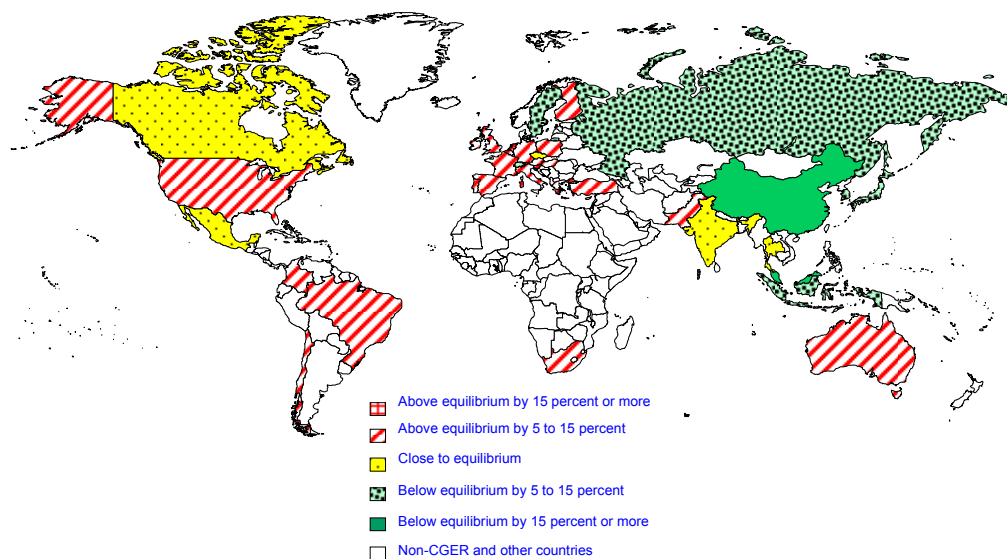 Above equilibrium by 15 percent or more
Above equilibrium by 5 to 15 percent
Close to equilibrium
Below equilibrium by 5 to 15 percent
Below equilibrium by 15 percent or more
Non-CGER and other countries